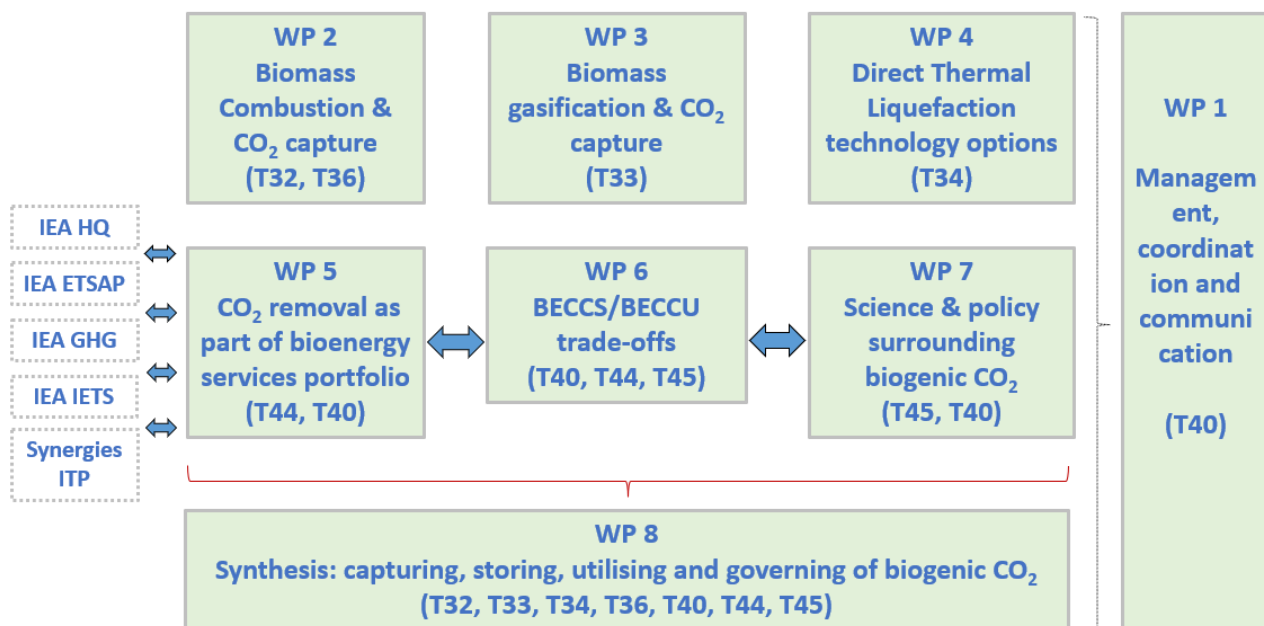 WP 2
Biomass
Combustion &
CO₂ capture
(T32, T36)
WP 3
Biomass
gasification & CO₂
capture
(T33)
WP 4
Direct Thermal
Liquefaction
technology options
(T34)
WP 1
Managem
ent,
coordinat
ion and
communi
cation
(T40)
IEA HQ
IEA ETSAP
IEA GHG
IEA IETS
Synergies
ITP
WP 5
CO₂ removal as
part of bioenergy
services portfolio
(T44, T40)
WP 6
BECCS/BECCU
trade-offs
(T40, T44, T45)
WP 7
Science & policy
surrounding
biogenic CO₂
(T45, T40)
WP 8
Synthesis: capturing, storing, utilising and governing of biogenic CO₂
(T32, T33, T34, T36, T40, T44, T45)